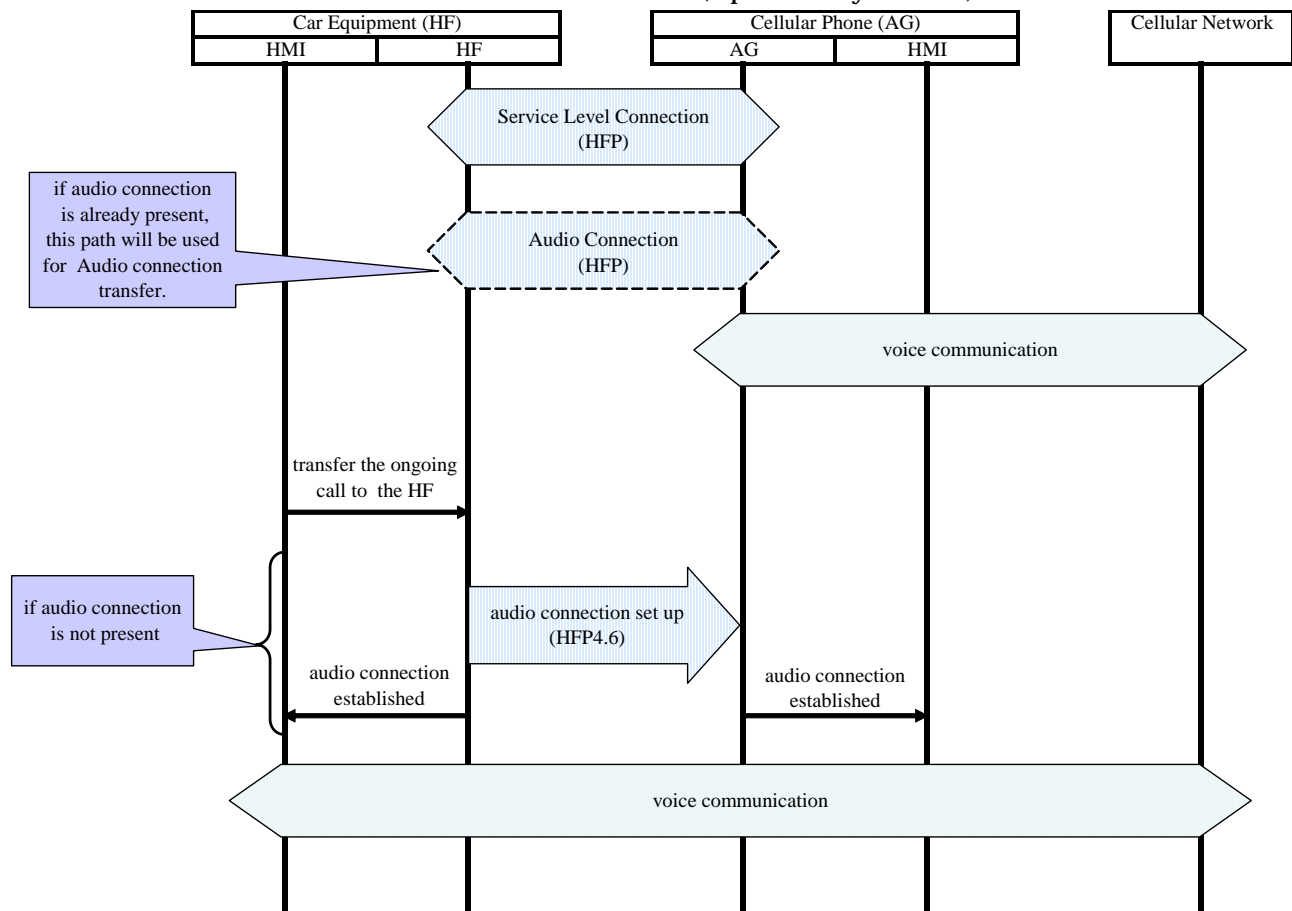 Car Equipment (HF)
Cellular Phone (AG)
Cellular Network
HMI
HF
AG
HMI
Service Level Connection
(HFP)
if audio connection
is already present,
this path will be used
for Audio connection
transfer.
Audio Connection
(HFP)
voice communication
transfer the ongoing
call to the HF
if audio connection
is not present
audio connection set up
(HFP4.6)
audio connection
established
audio connection
established
voice communication